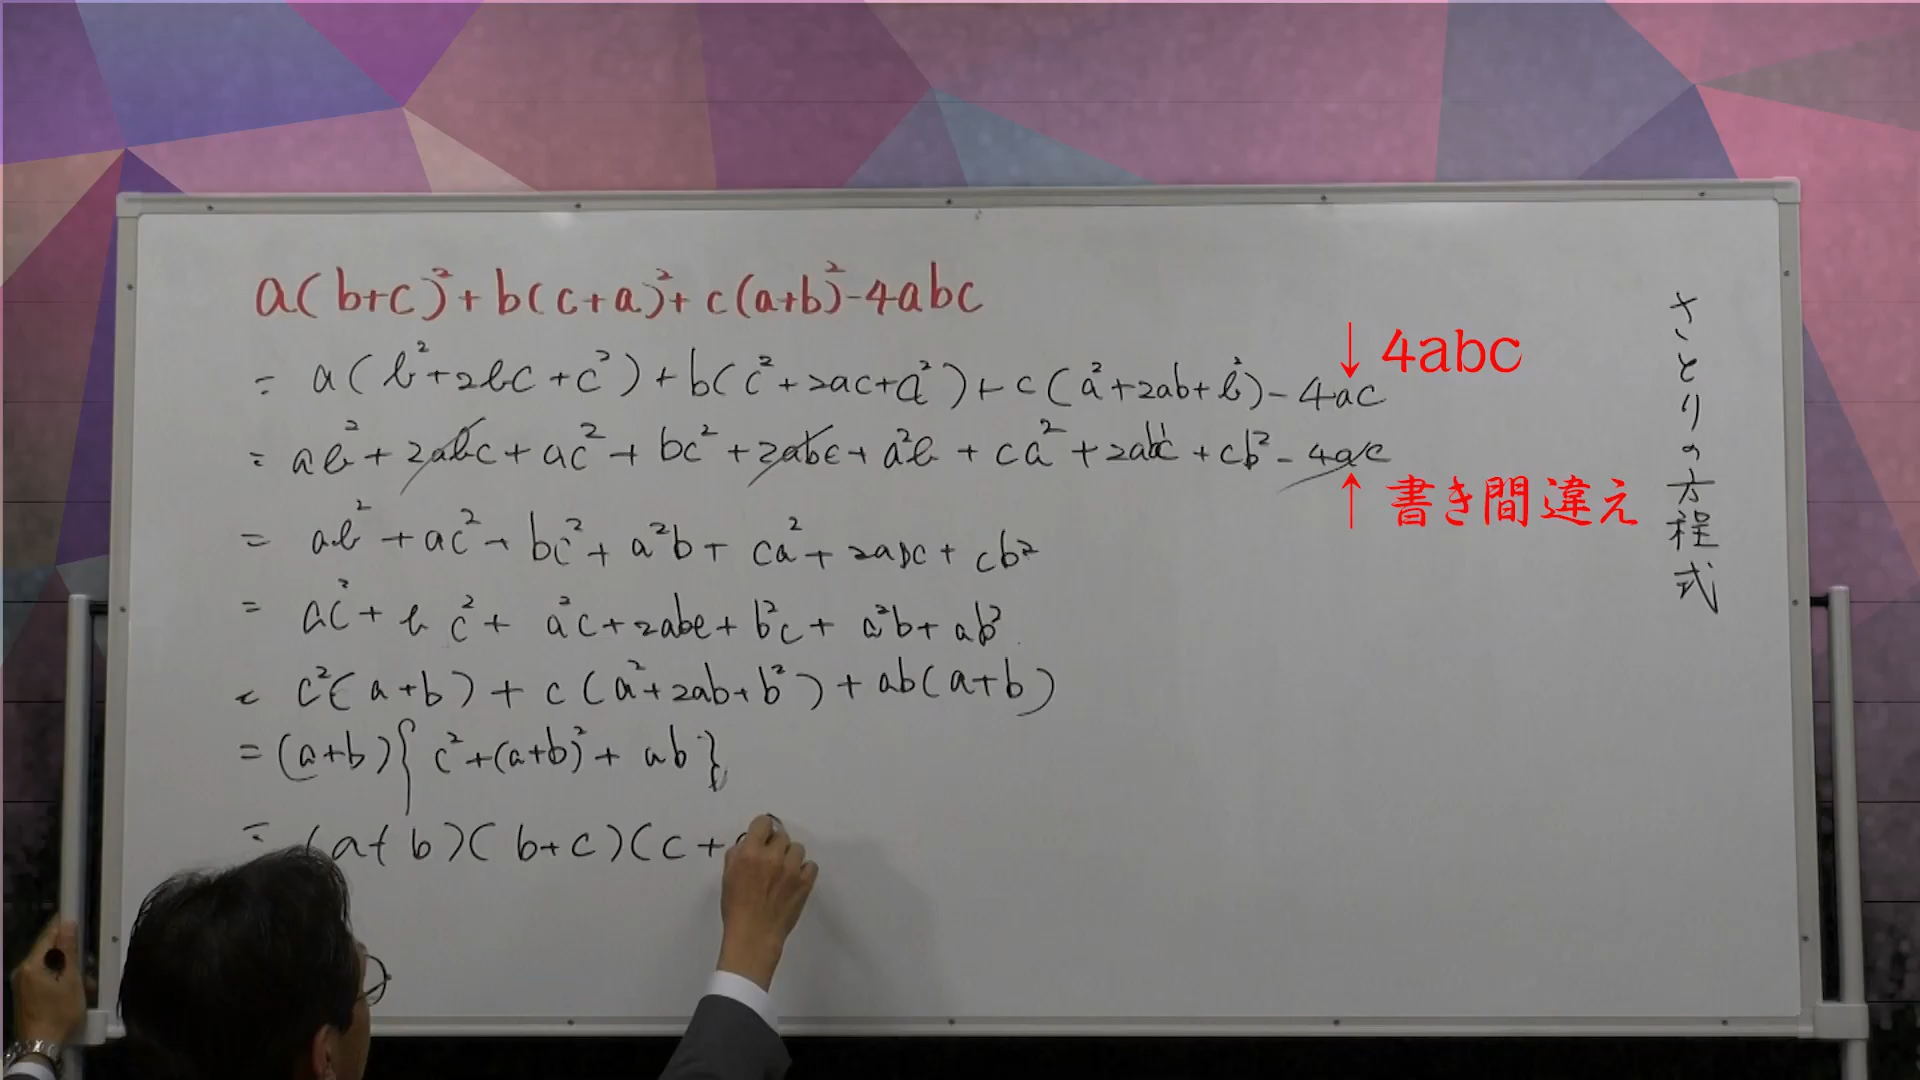 a(b+c)²+b(c+a)²+c(a+b)²-4abc
= a(b²+2bc+c²)+b(c²+2ac+a²)+c(a²+2ab+b²)-4ac
↓ 4abc
= ab²+2abc+ac²+bc²+2abc+a²b+ca²+2abc+cb²-4ac
↑ 書き間違え
= ab²+ac²+bc²+a²b+ca²+2abc+cb²
= ac²+bc²+a²c+2abc+b²c+a²b+ab²
= c²(a+b)+c(a²+2ab+b²)+ab(a+b)
=(a+b){c²+(a+b)²+ab}
= (a+b)(b+c)(c+
さとりの方程式